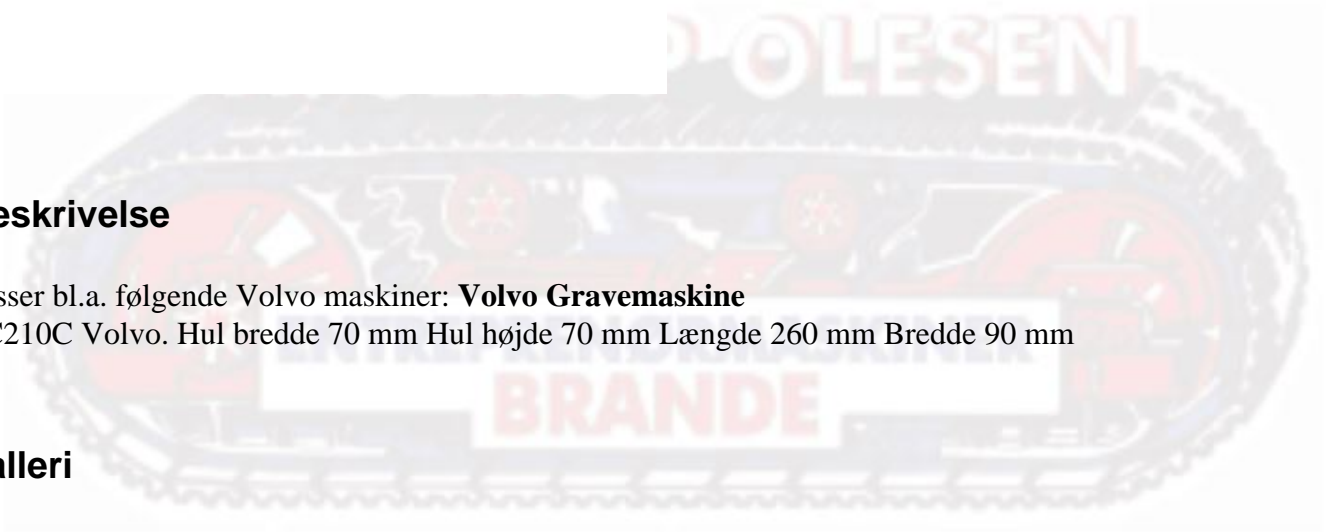 OLESEN
eskrivelse
sser bl.a. følgende Volvo maskiner: Volvo Gravemaskine
C210C Volvo. Hul bredde 70 mm Hul højde 70 mm Længde 260 mm Bredde 90 mm
BRANDE
alleri